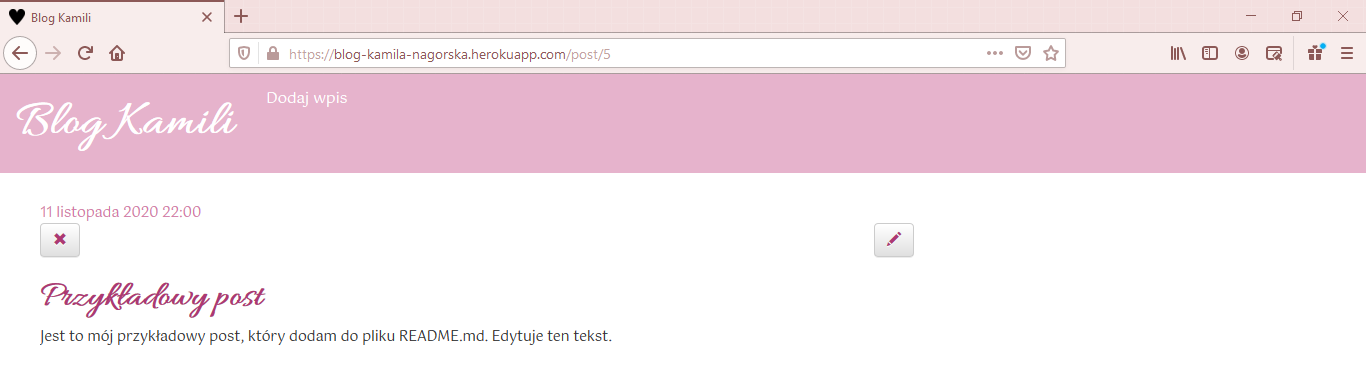 Blog Kamili
https://blog-kamila-nagorska.herokuapp.com/post/5
Dodaj wpis
Blog Kamili
11 listopada 2020 22:00
Przykładowy post
Jest to mój przykładowy post, który dodam do pliku README.md. Edytuje ten tekst.